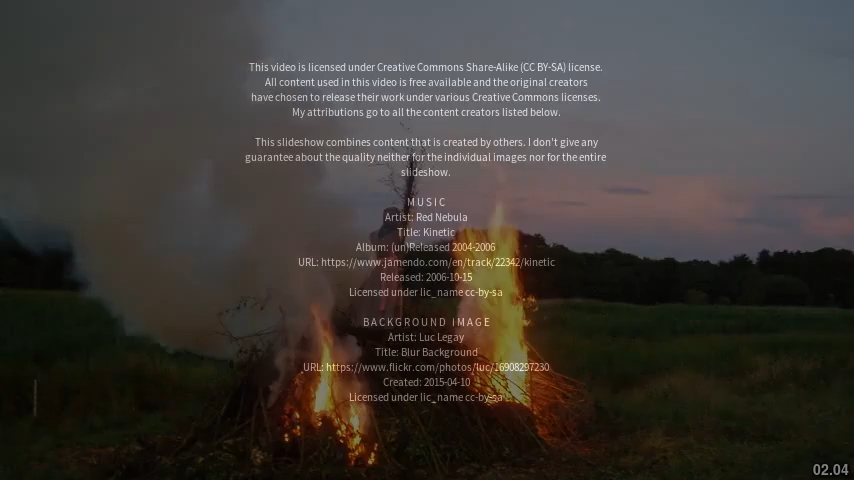 This video is licensed under Creative Commons Share-Alike (CC BY-SA) license.
All content used in this video is free available and the original creators
have chosen to release their work under various Creative Commons licenses.
My attributions go to all the content creators listed below.
This slideshow combines content that is created by others. I don't give any
guarantee about the quality neither for the individual images nor for the entire
slideshow.
MUSIC
Artist: Red Nebula
Title: Kinetic
Album: (un)Released 2004-2006
URL: https://www.jamendo.com/en/track/22342/kinetic
Released: 2006-10-15
Licensed under lic_name cc-by-sa
BACKGROUND IMAGE
Artist: Luc Legay
Title: Blur Background
URL: https://www.flickr.com/photos/luc/16908297230
Created: 2015-04-10
Licensed under lic_name cc-by-sa
02.04